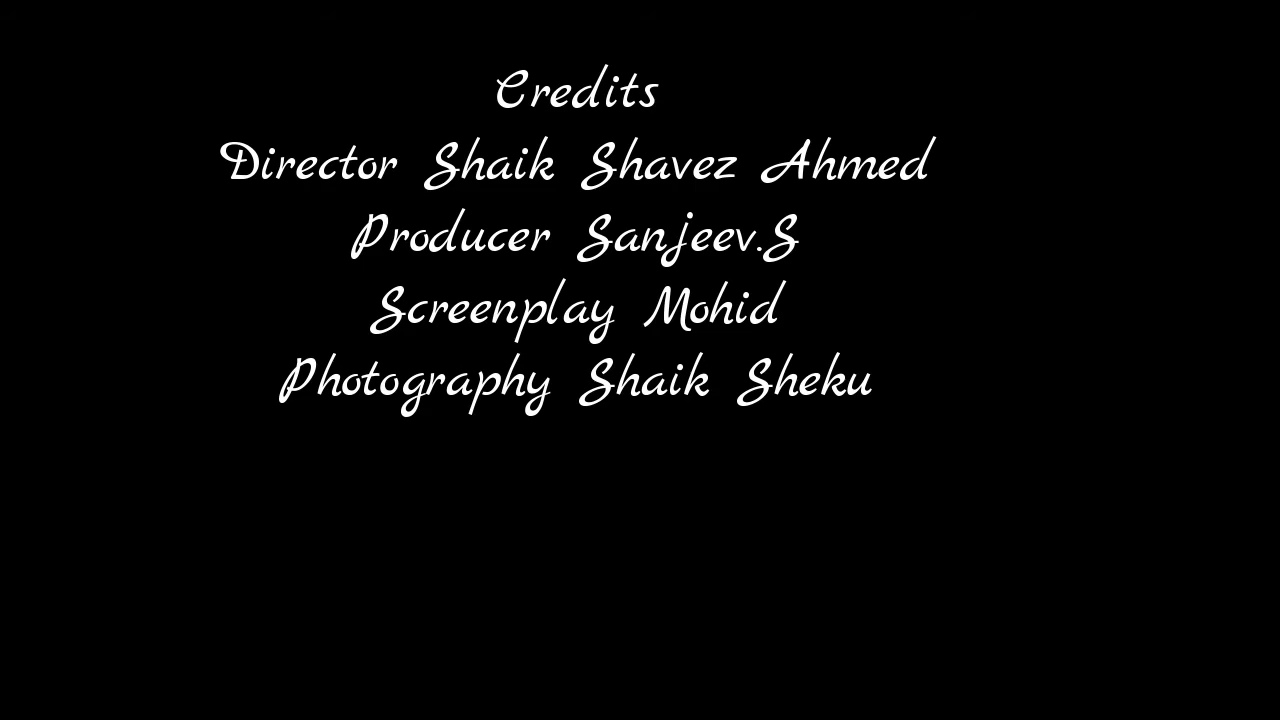 Credits
Director Shaik Shavez Ahmed
Producer Sanjeev.S
Screenplay Mohid
Photography Shaik Sheku